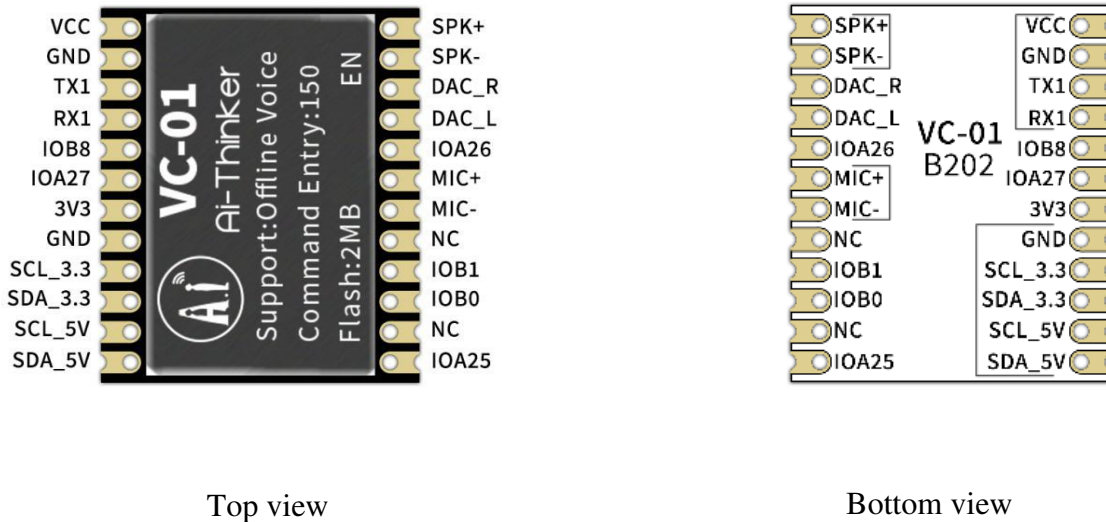 VCC
GND
TX1
RX1
IOB8
IOA27
3V3
GND
SCL_3.3
SDA_3.3
SCL_5V
SDA_5V
VC-01
Ai-Thinker
Support:Offline Voice
Command Entry:150
Flash:2MB EN
A.i
SPK+
SPK-
DAC_R
DAC_L
IOA26
MIC+
MIC-
NC
IOB1
IOB0
NC
IOA25
Top view
SPK+
SPK-
DAC_R
DAC_L
IOA26
MIC+
MIC-
NC
IOB1
IOB0
NC
IOA25
VC-01
B202
VCC
GND
TX1
RX1
IOB8
IOA27
3V3
GND
SCL_3.3
SDA_3.3
SCL_5V
SDA_5V
Bottom view